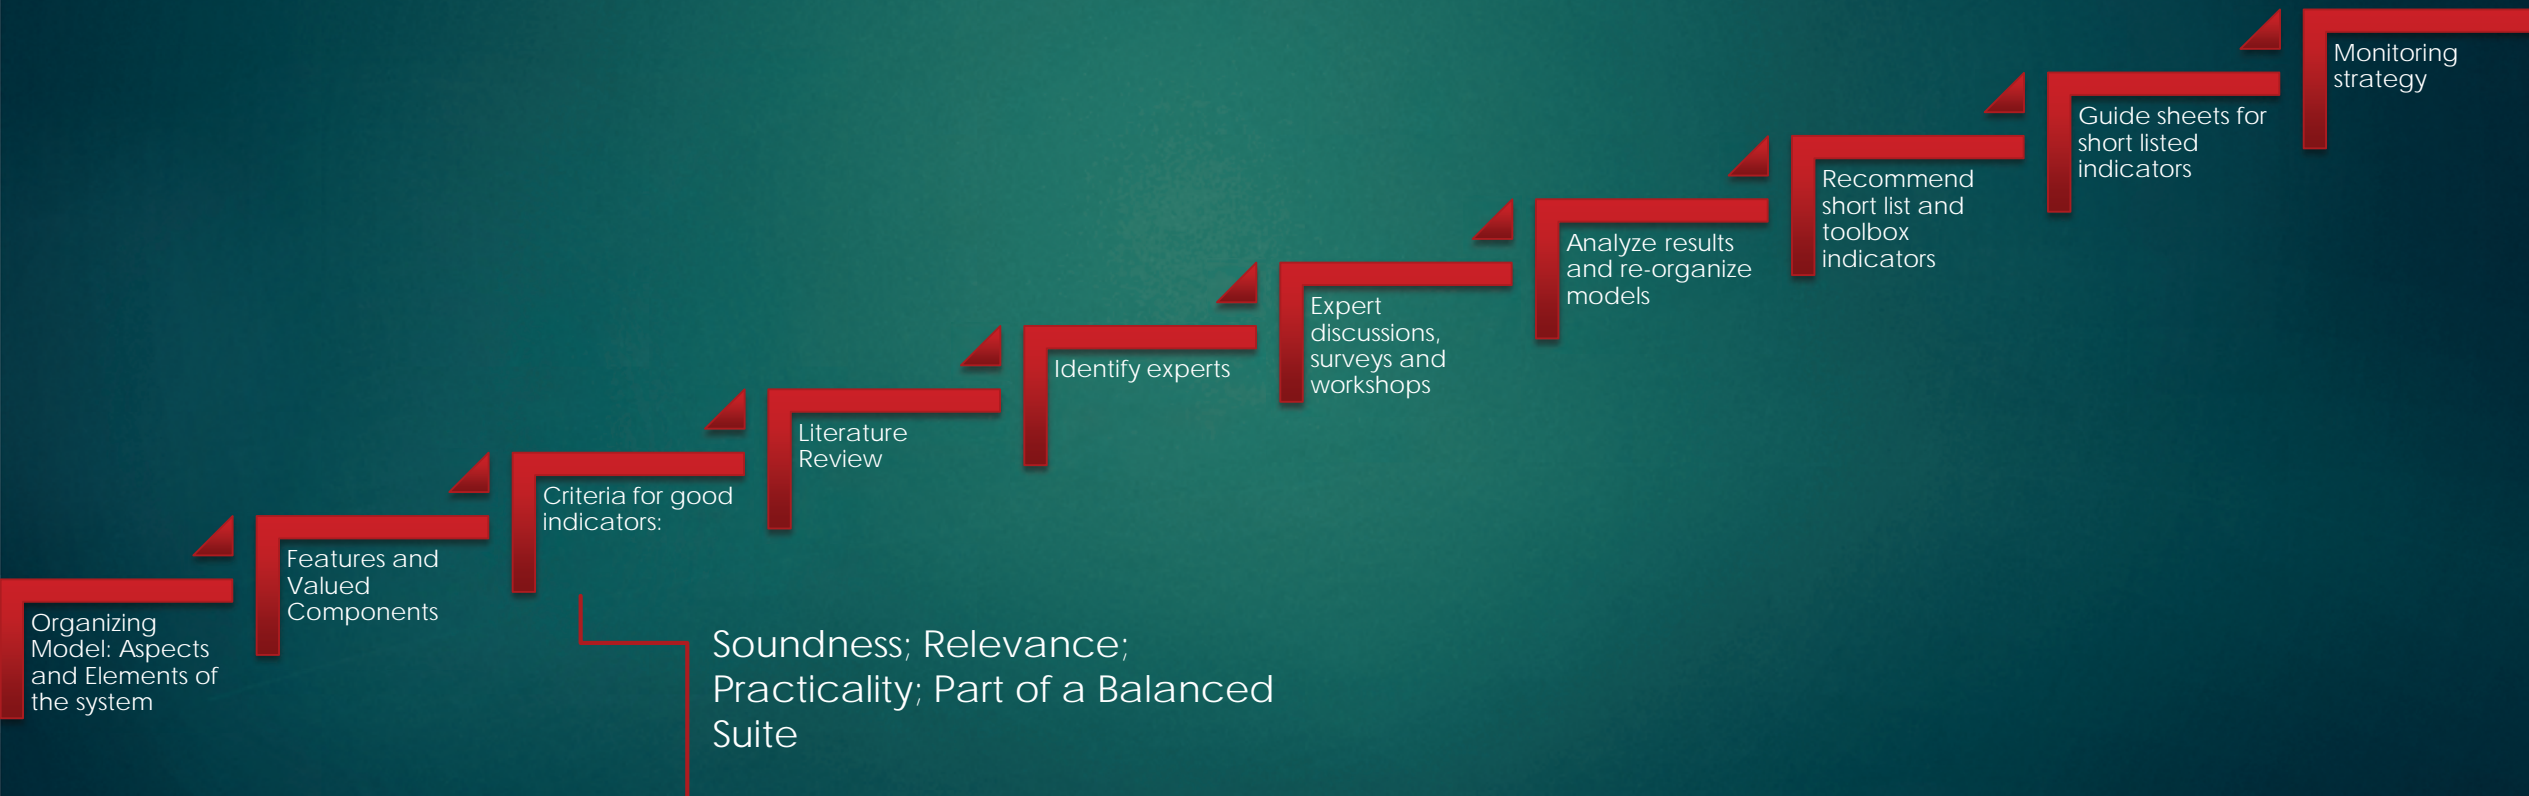 Organizing
Model: Aspects
and Elements of
the system
Features and
Valued
Components
Criteria for good
indicators:
Soundness; Relevance;
Practicality; Part of a Balanced
Suite
Literature
Review
Identify experts
Expert
discussions,
surveys and
workshops
Analyze results
and re-organize
models
Recommend
short list and
toolbox
indicators
Guide sheets for
short listed
indicators
Monitoring
strategy